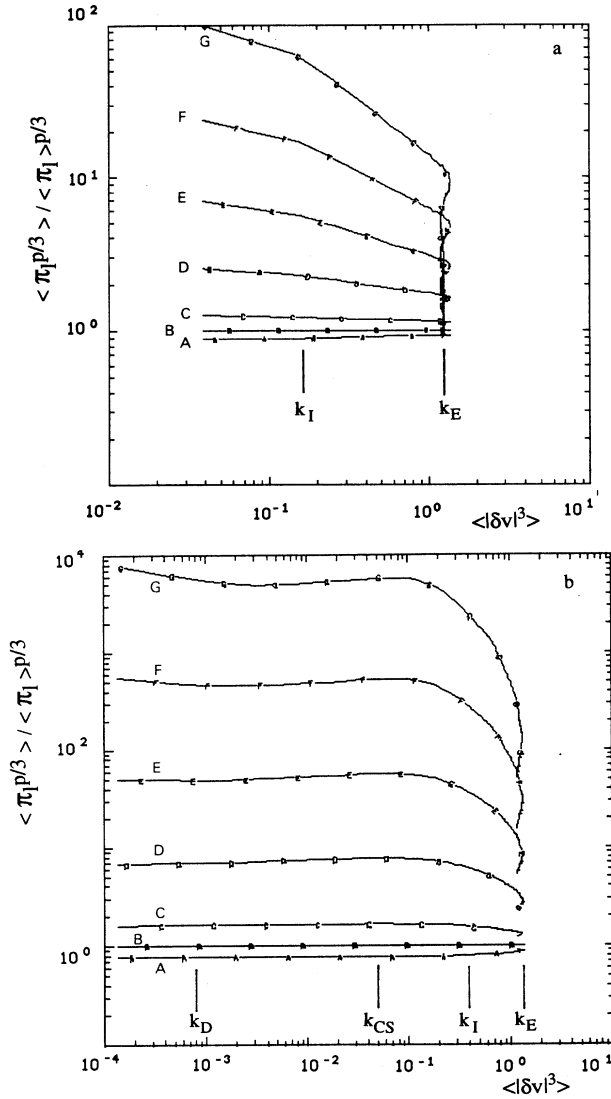 10²
a
G
F
10¹
E
D
C
10⁰
B
A
k_I
k_E
<π_l^p/3> / <π_l>^p/3
10⁻²
10⁻¹
10⁰
10¹
<|δv|³>
10⁴
b
G
F
10²
E
D
C
B
10⁰
A
k_D
k_CS
k_I
k_E
<π_l^p/3> / <π_l>^p/3
10⁻⁴
10⁻³
10⁻²
10⁻¹
10⁰
10¹
<|δv|³>